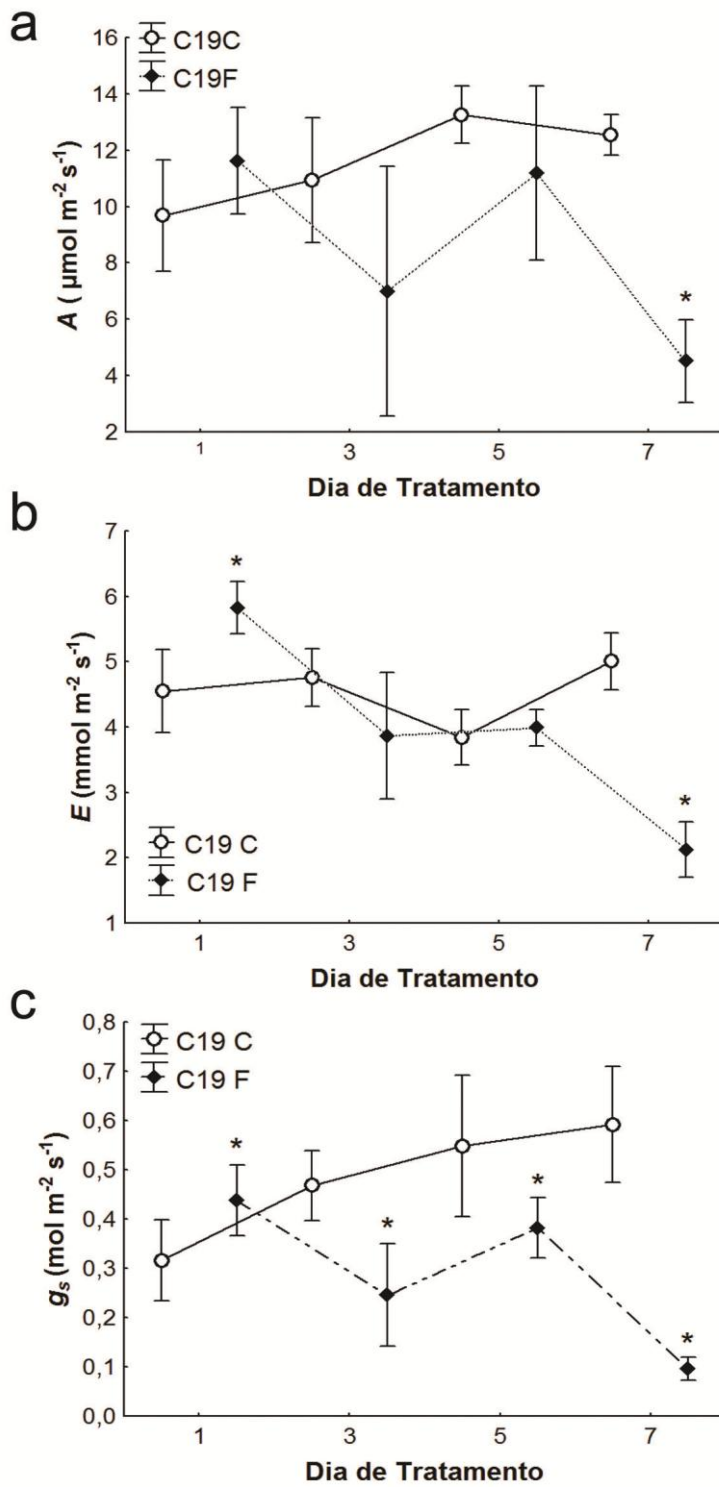 a
16
14
12
10
8
6
4
2
C19C
C19F
*
A ( µmol m-2 s-1)
1 3 5 7
Dia de Tratamento
b
7
6
5
4
3
2
1
*
*
C19 C
C19 F
E (mmol m-2 s-1)
1 3 5 7
Dia de Tratamento
c
0,8
0,7
0,6
0,5
0,4
0,3
0,2
0,1
0,0
C19 C
C19 F
*
*
*
*
gs (mol m-2 s-1)
1 3 5 7
Dia de Tratamento